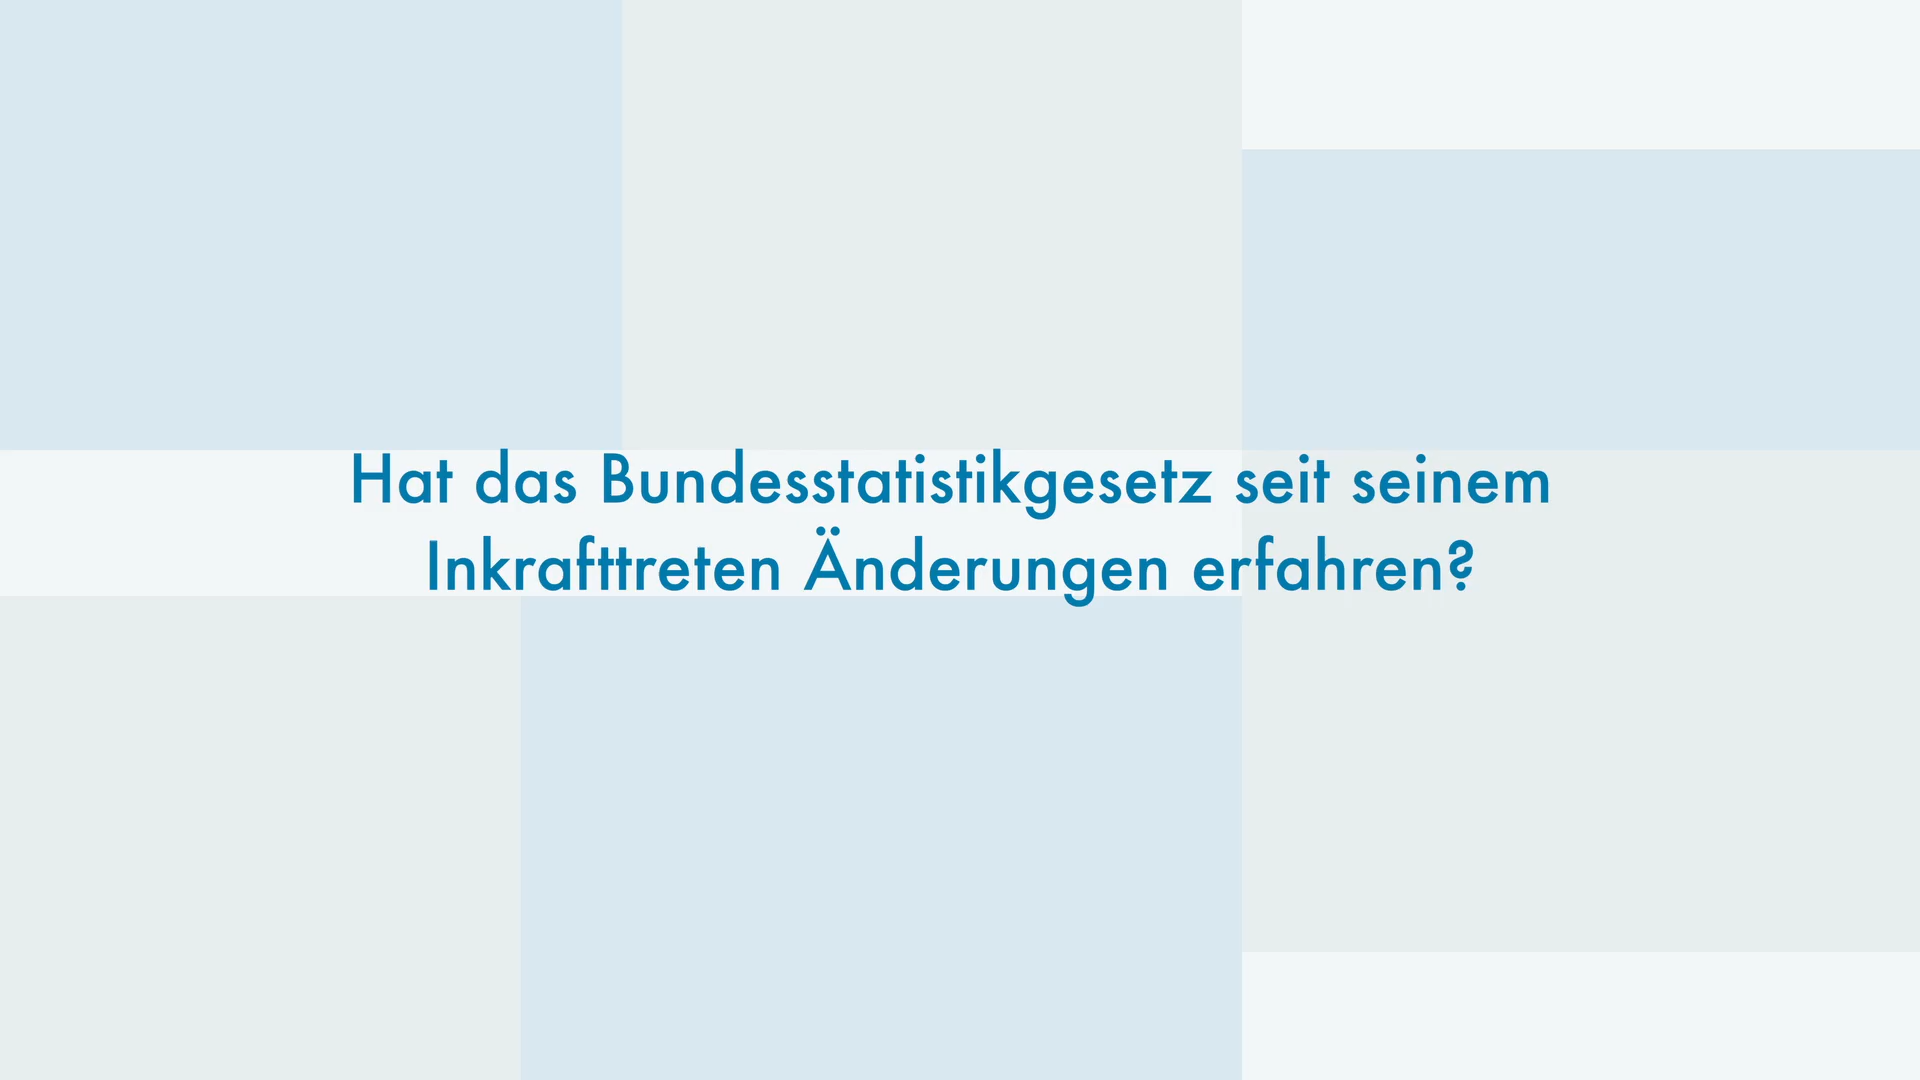 Hat das Bundesstatistikgesetz seit seinem
Inkrafttreten Änderungen erfahren?